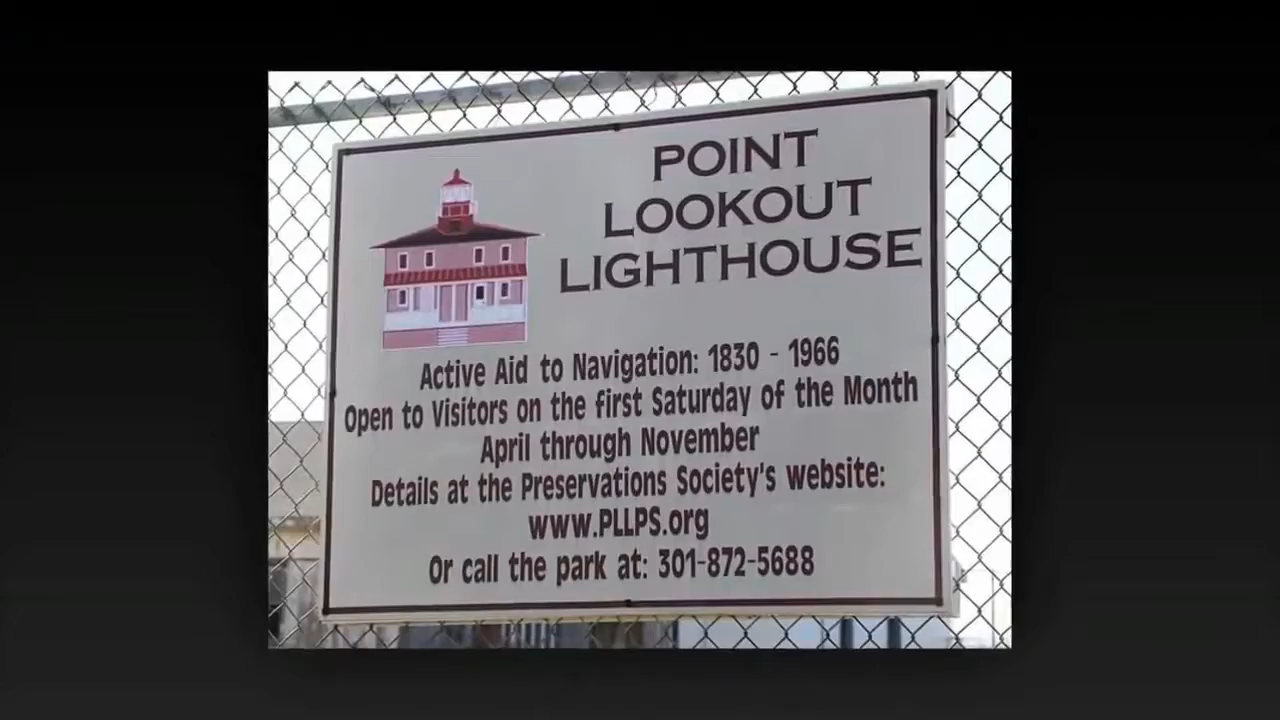 POINT
LOOKOUT
LIGHTHOUSE
Active Aid to Navigation: 1830 - 1966
Open to Visitors on the first Saturday of the Month
April through November
Details at the Preservations Society's website:
www.PLLPS.org
Or call the park at: 301-872-5688